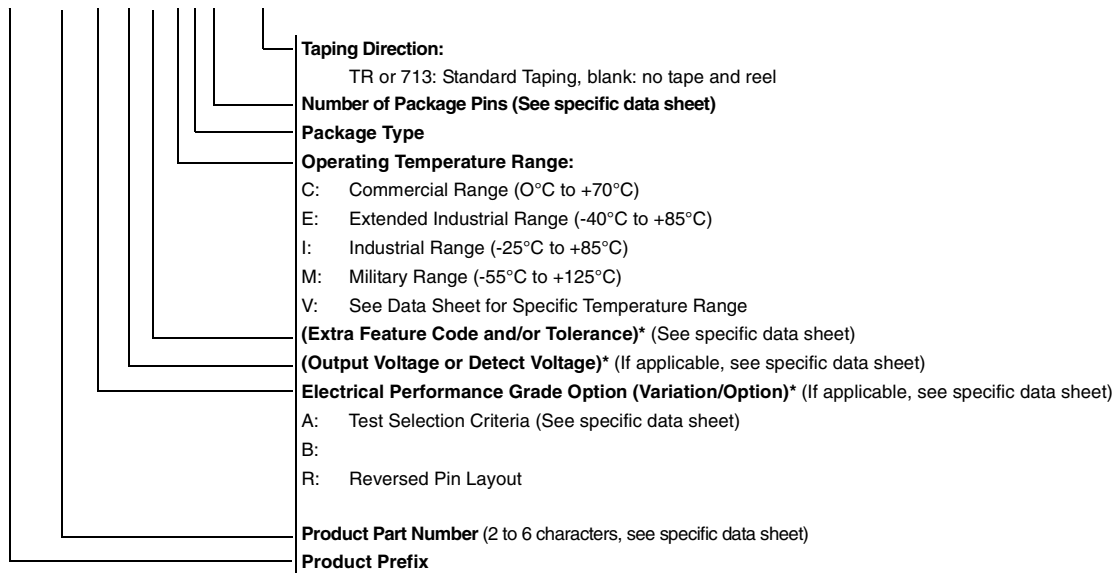 Taping Direction:
TR or 713: Standard Taping, blank: no tape and reel
Number of Package Pins (See specific data sheet)
Package Type
Operating Temperature Range:
C: Commercial Range (O°C to +70°C)
E: Extended Industrial Range (-40°C to +85°C)
I: Industrial Range (-25°C to +85°C)
M: Military Range (-55°C to +125°C)
V: See Data Sheet for Specific Temperature Range
(Extra Feature Code and/or Tolerance)* (See specific data sheet)
(Output Voltage or Detect Voltage)* (If applicable, see specific data sheet)
Electrical Performance Grade Option (Variation/Option)* (If applicable, see specific data sheet)
A: Test Selection Criteria (See specific data sheet)
B:
R: Reversed Pin Layout
Product Part Number (2 to 6 characters, see specific data sheet)
Product Prefix